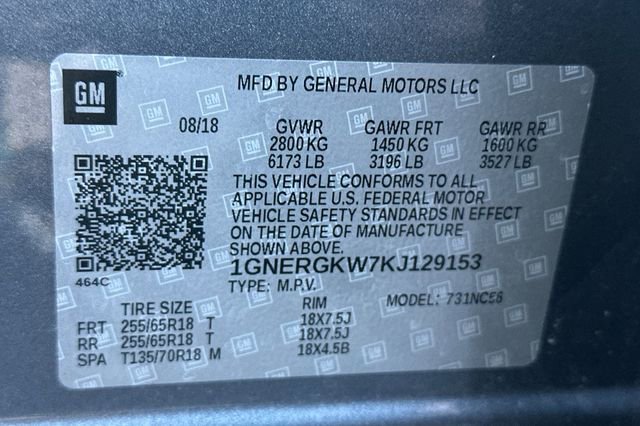 GM
MFD BY GENERAL MOTORS LLC
08/18 GVWR GAWR FRT GAWR RR
2800 KG 1450 KG 1600 KG
6173 LB 3196 LB 3527 LB
THIS VEHICLE CONFORMS TO ALL
APPLICABLE U.S. FEDERAL MOTOR
VEHICLE SAFETY STANDARDS IN EFFECT
ON THE DATE OF MANUFACTURE
SHOWN ABOVE.
464C
1GNERGKW7KJ129153
TYPE: M.P.V. MODEL: 731NC56
TIRE SIZE RIM
FRT 255/65R18 T 18X7.5J
RR 255/65R18 T 18X7.5J
SPA T135/70R18 M 18X4.5B